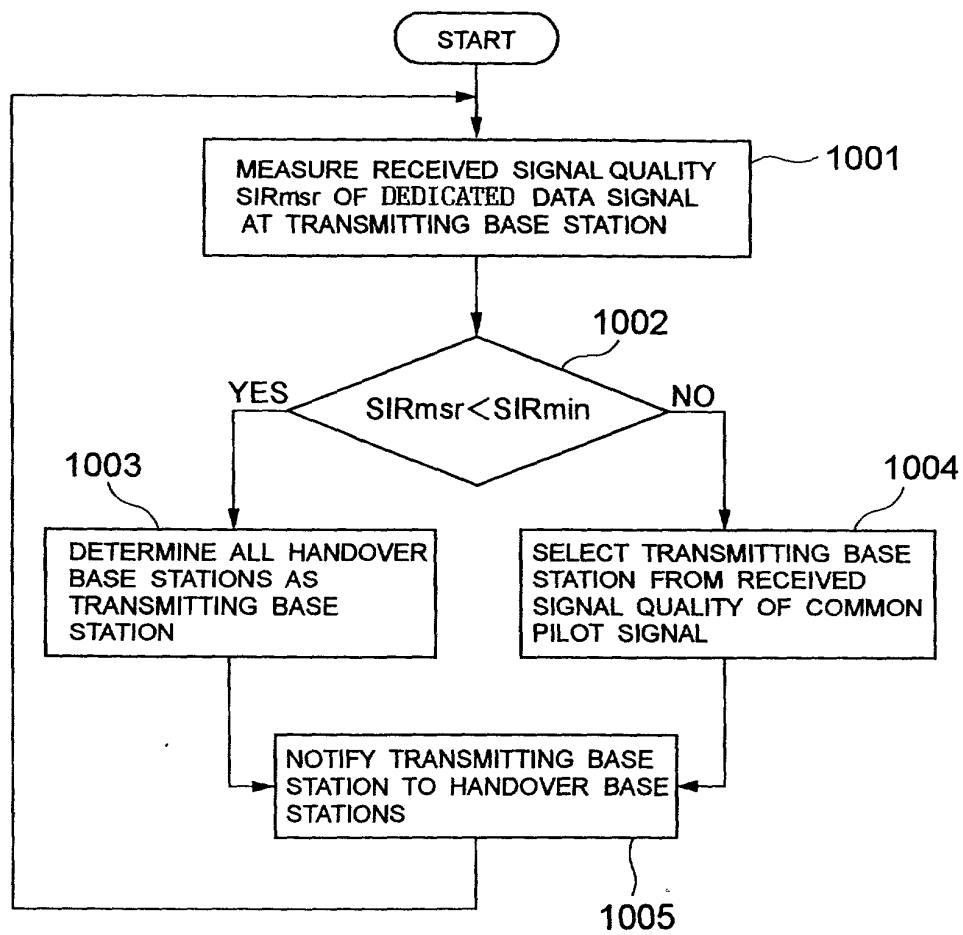 START
MEASURE RECEIVED SIGNAL QUALITY
SIRmsr OF DEDICATED DATA SIGNAL
AT TRANSMITTING BASE STATION
1001
1002
YES
SIRmsr<SIRmin
NO
1003
1004
DETERMINE ALL HANDOVER
BASE STATIONS AS
TRANSMITTING BASE
STATION
SELECT TRANSMITTING BASE
STATION FROM RECEIVED
SIGNAL QUALITY OF COMMON
PILOT SIGNAL
NOTIFY TRANSMITTING BASE
STATION TO HANDOVER BASE
STATIONS
1005